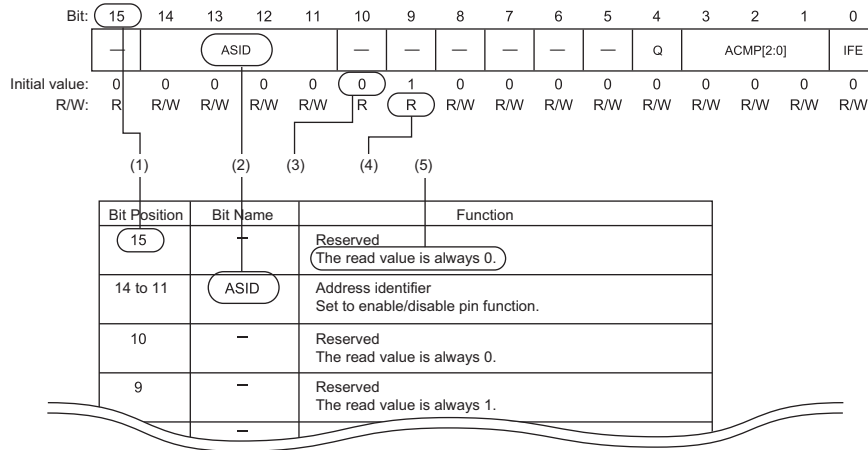 Bit: 15 14 13 12 11 10 9 8 7 6 5 4 3 2 1 0
— ASID — — — — — — Q ACMP[2:0] IFE
Initial value: 0 0 0 0 0 0 1 0 0 0 0 0 0 0 0 0
R/W: R R/W R/W R/W R/W R R R/W R/W R/W R/W R/W R/W R/W R/W R/W
(1) (2) (3) (4) (5)
Bit Position Bit Name Function
15 – Reserved
The read value is always 0.
14 to 11 ASID Address identifier
Set to enable/disable pin function.
10 – Reserved
The read value is always 0.
9 – Reserved
The read value is always 1.
–